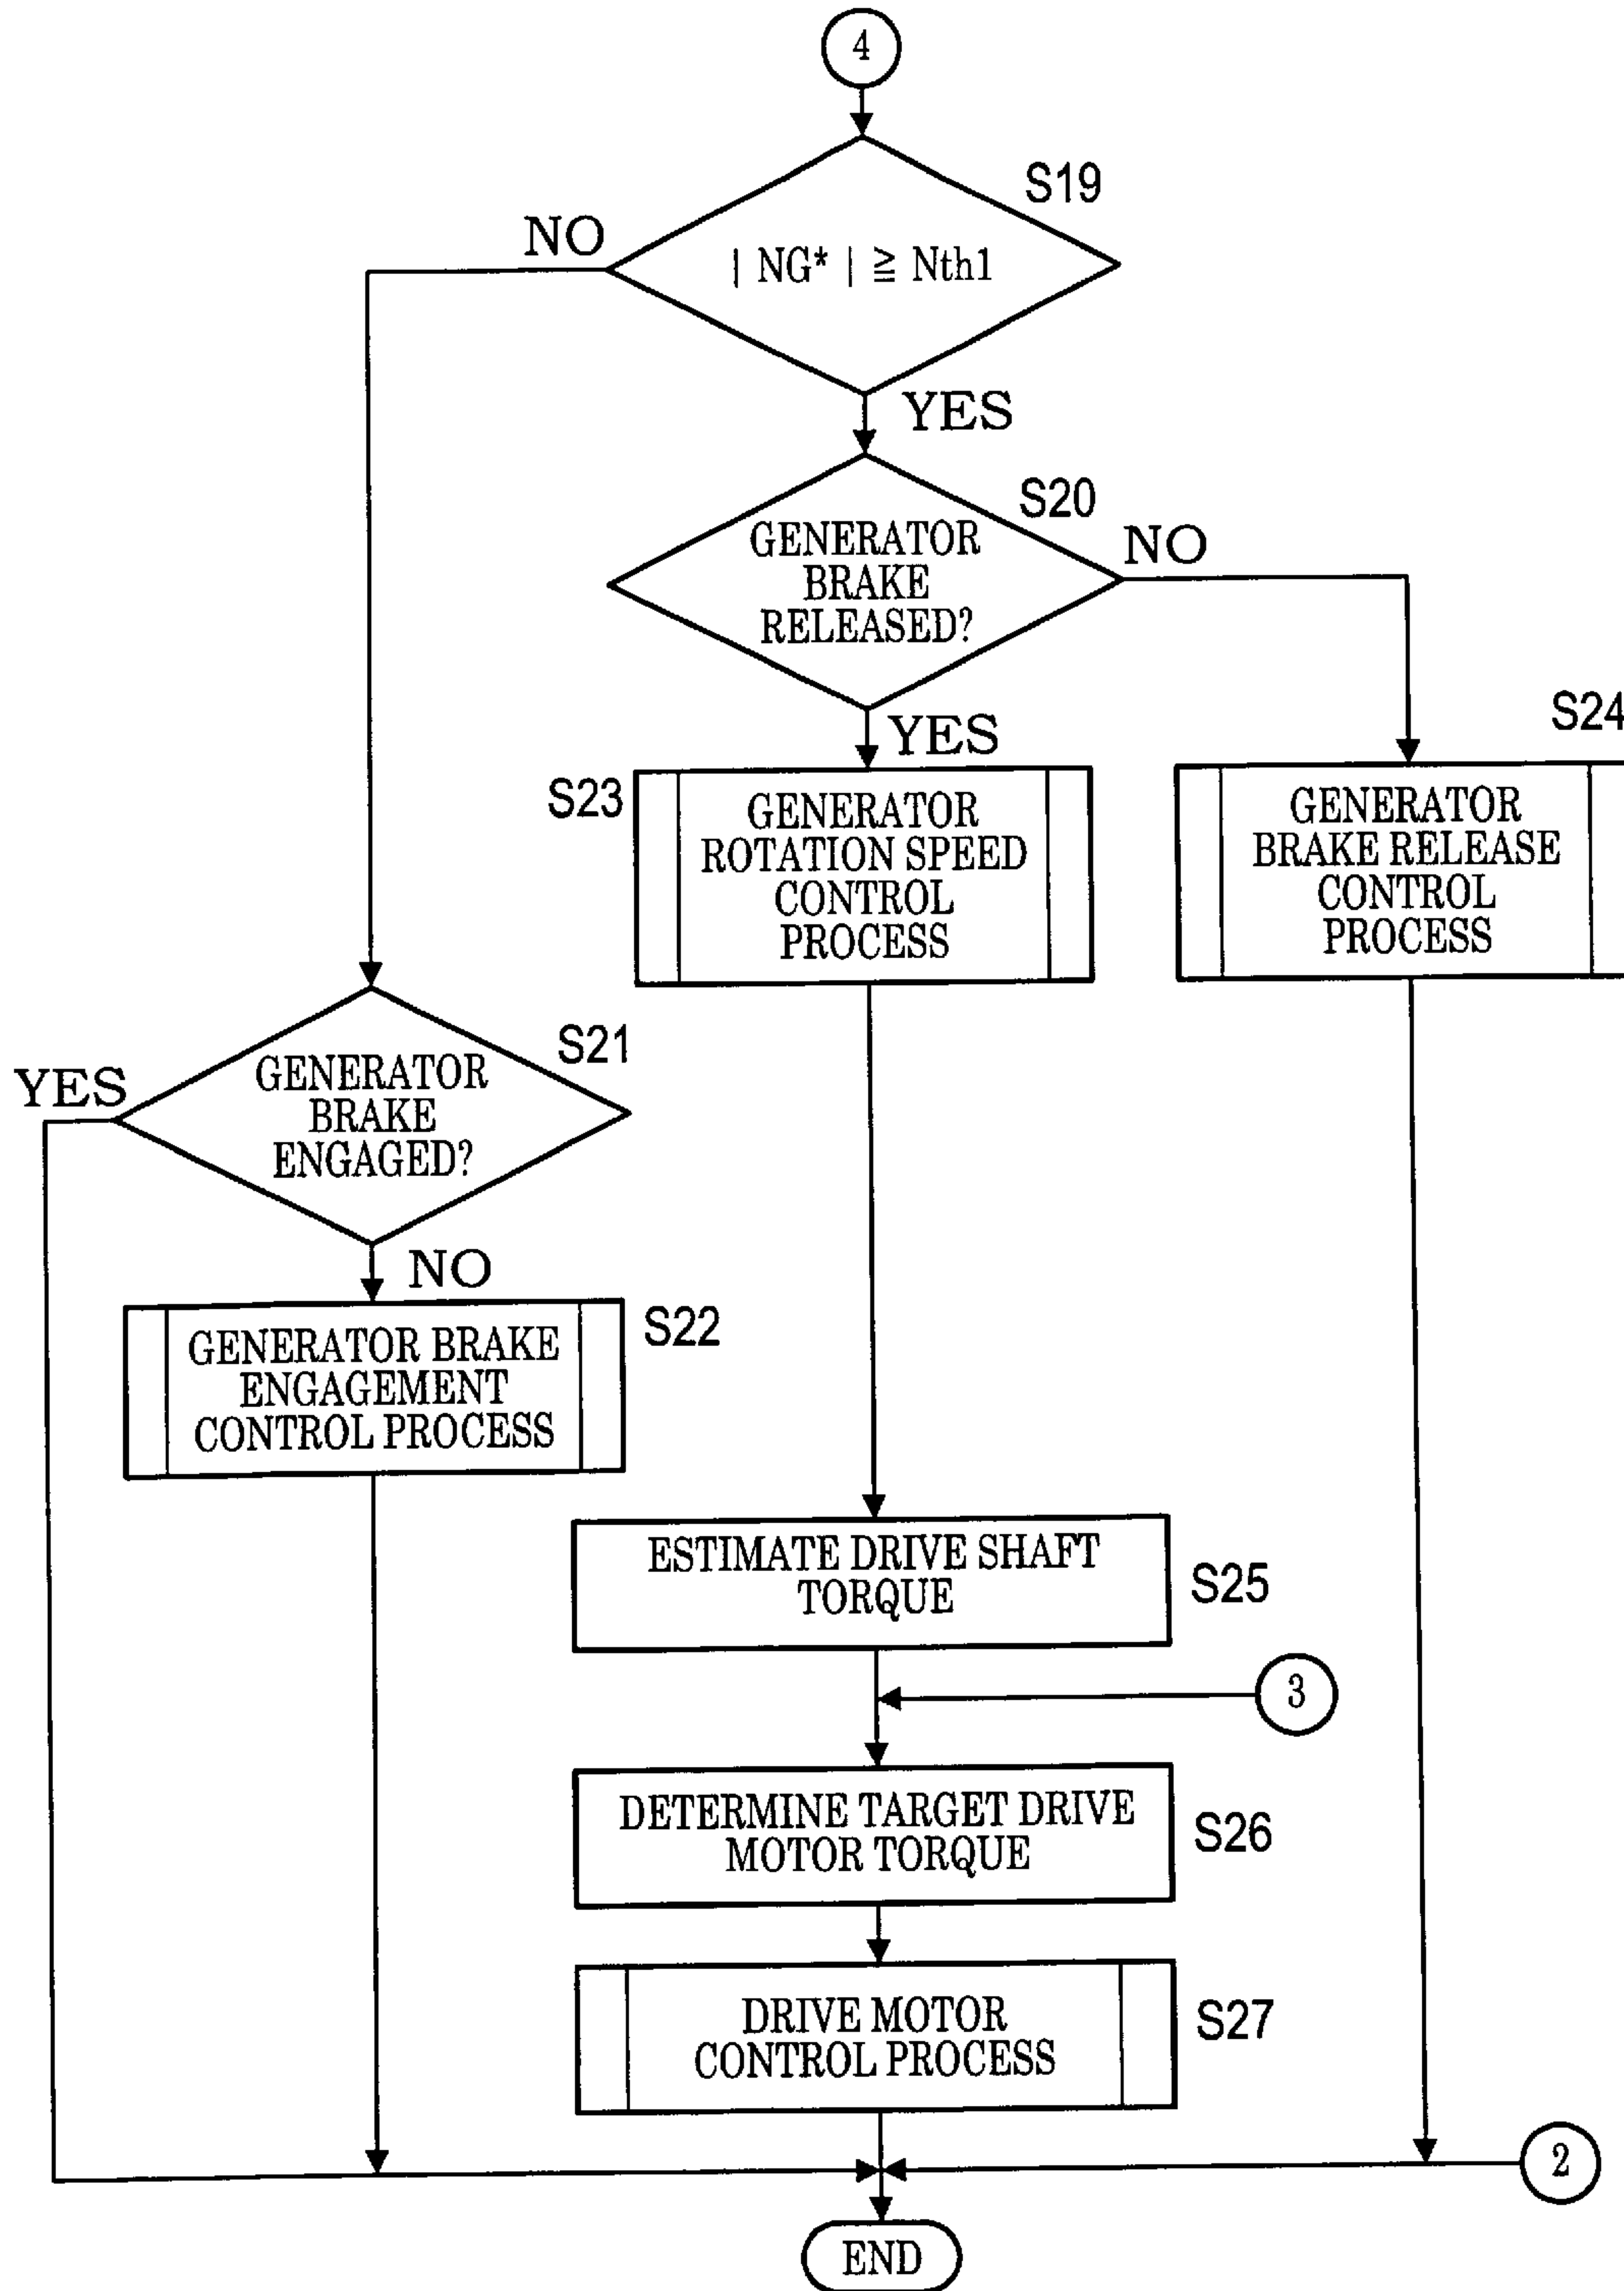 4
S19
NO
| NG* | ≧ Nth1
YES
S20
GENERATOR
BRAKE
RELEASED?
NO
YES
S23
GENERATOR
ROTATION SPEED
CONTROL
PROCESS
S24
GENERATOR
BRAKE RELEASE
CONTROL
PROCESS
S21
YES
GENERATOR
BRAKE
ENGAGED?
NO
S22
GENERATOR BRAKE
ENGAGEMENT
CONTROL PROCESS
ESTIMATE DRIVE SHAFT
TORQUE
S25
3
DETERMINE TARGET DRIVE
MOTOR TORQUE
S26
DRIVE MOTOR
CONTROL PROCESS
S27
2
END